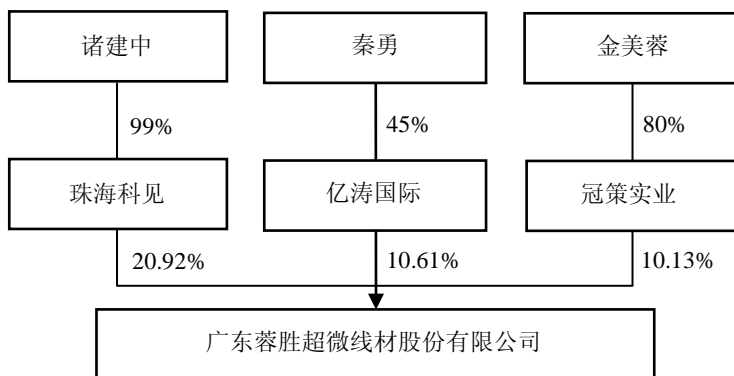 诸建中
秦勇
金美蓉
99%
45%
80%
珠海科见
亿涛国际
冠策实业
20.92%
10.61%
10.13%
广东蓉胜超微线材股份有限公司